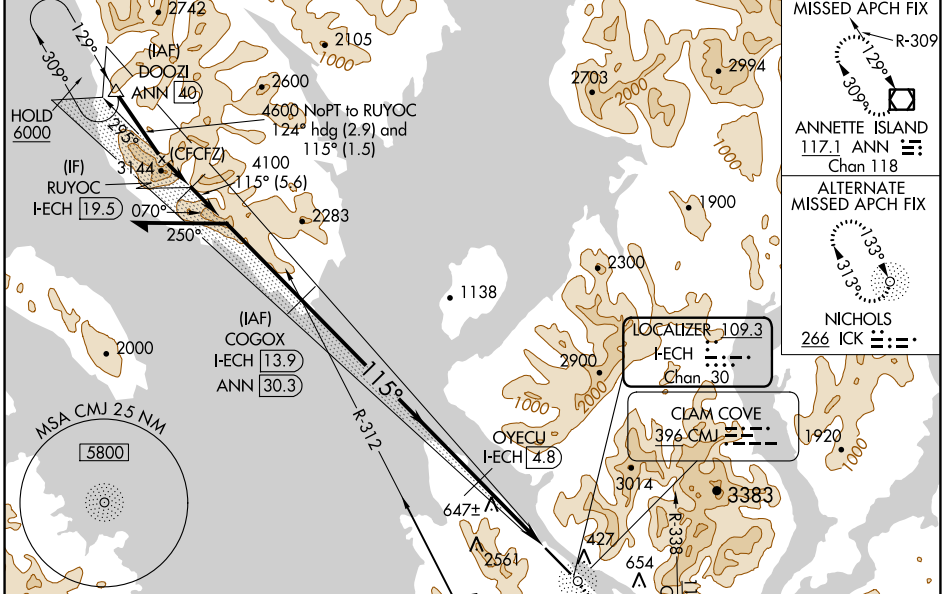 2742
129°
309°
(IAF)
DOOZI
ANN 40
2105
1000
2600
4600 NoPT to RUYOC
124° hdg (2.9) and
115° (1.5)
HOLD
6000
295°
(CFCFZ)
3144
4100
115° (5.6)
(IF)
RUYOC
I-ECH 19.5
070°
250°
2283
2703
2000
2994
1000
1900
2300
1138
2000
(IAF)
COGOX
I-ECH 13.9
ANN 30.3
115°
R-312
2900
1000
2000
LOCALIZER 109.3
I-ECH
Chan 30
CLAM COVE
396 CMJ
1920
1000
MSA CMJ 25 NM
5800
OYECU
I-ECH 4.8
3014
3383
647±
2561
427
654
R-338
MISSED APCH FIX
R-309
129°
309°
ANNETTE ISLAND
117.1 ANN
Chan 118
ALTERNATE
MISSED APCH FIX
133°
313°
NICHOLS
266 ICK